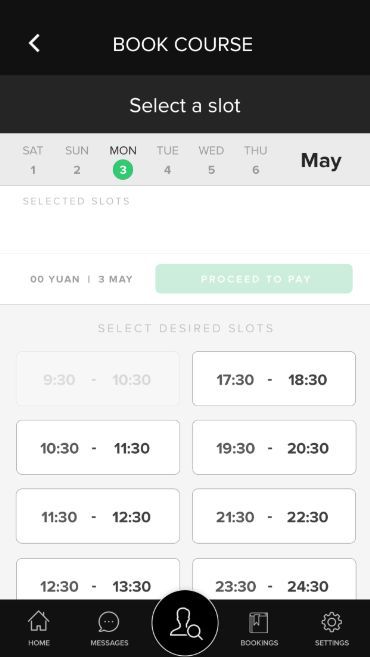 BOOK COURSE
Select a slot
SAT SUN MON TUE WED THU May
1 2 3 4 5 6
SELECTED SLOTS
00 YUAN | 3 MAY PROCEED TO PAY
SELECT DESIRED SLOTS
9:30 - 10:30 17:30 - 18:30
10:30 - 11:30 19:30 - 20:30
11:30 - 12:30 21:30 - 22:30
12:30 - 13:30 23:30 - 24:30
HOME MESSAGES BOOKINGS SETTINGS